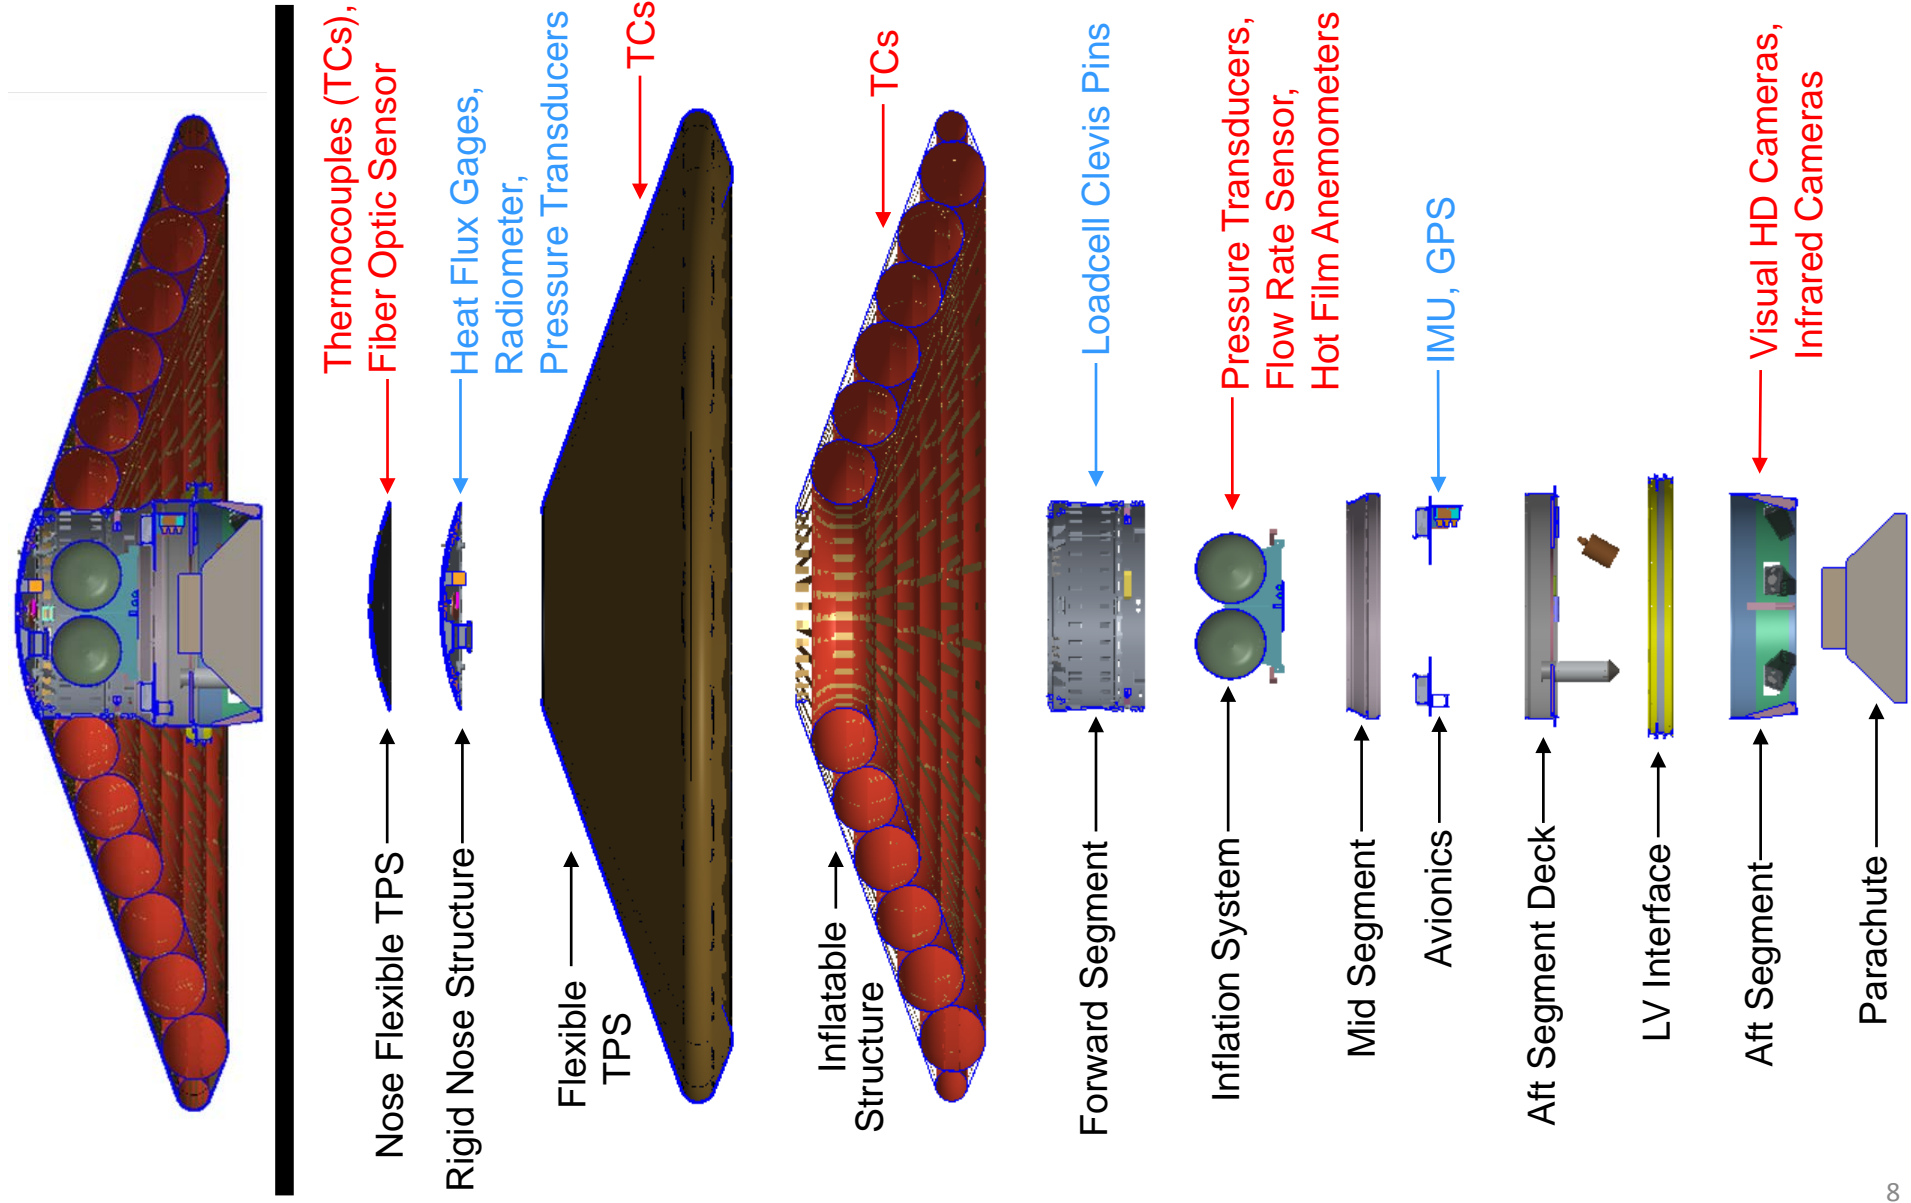 Thermocouples (TCs),
Fiber Optic Sensor
Heat Flux Gages,
Radiometer,
Pressure Transducers
TCs
TCs
Loadcell Clevis Pins
Pressure Transducers,
Flow Rate Sensor,
Hot Film Anemometers
IMU, GPS
Visual HD Cameras,
Infrared Cameras
Nose Flexible TPS
Rigid Nose Structure
Flexible
TPS
Inflatable
Structure
Forward Segment
Inflation System
Mid Segment
Avionics
Aft Segment Deck
LV Interface
Aft Segment
Parachute
8